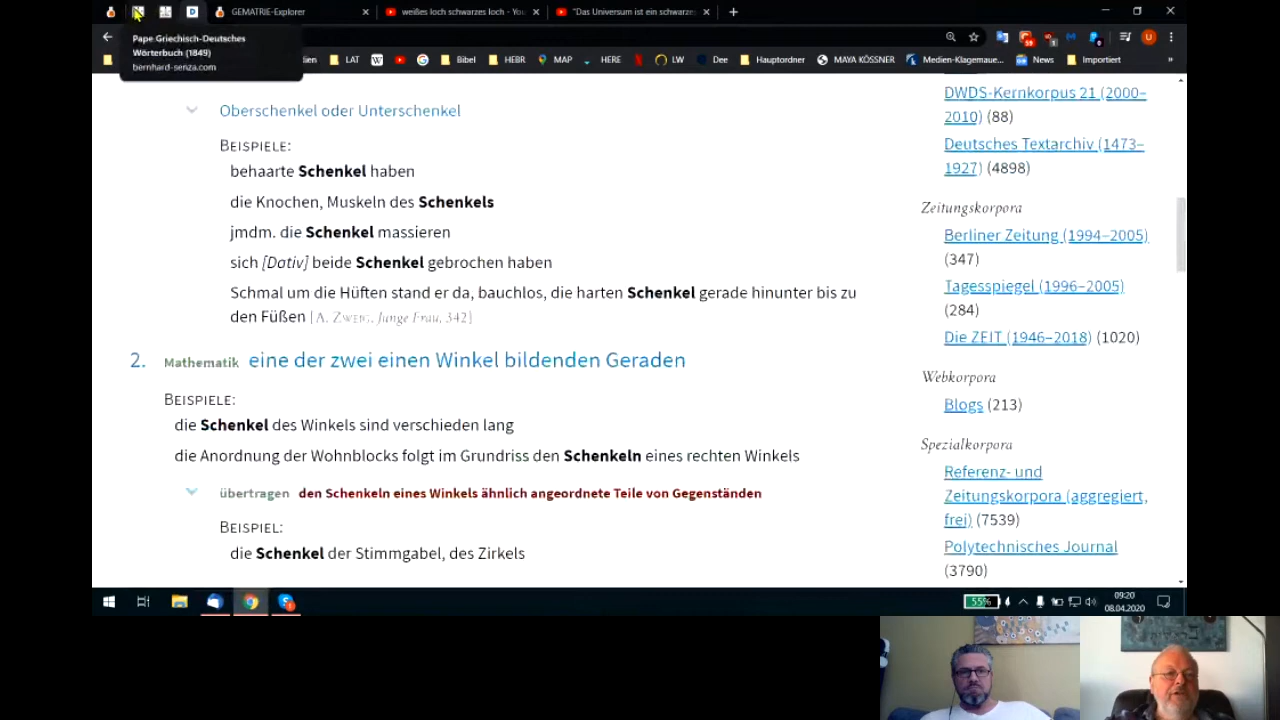 GEMATRIE-Explorer
weißes loch schwarzes loch - You
"Das Universum ist ein schwarze
Pape Griechisch-Deutsches
Wörterbuch (1849)
bernhard-senza.com
LAT
Bibel
HEBR
MAP
HERE
LW
Dee
Hauptordner
MAYA KÖSSNER
Medien-Klagemaue...
News
Importiert
»
Oberschenkel oder Unterschenkel
BEISPIELE:
behaarte Schenkel haben
die Knochen, Muskeln des Schenkels
jmdm. die Schenkel massieren
sich [Dativ] beide Schenkel gebrochen haben
Schmal um die Hüften stand er da, bauchlos, die harten Schenkel gerade hinunter bis zu
den Füßen [A. ZWEIG, Junge Frau, 342]
2. Mathematik eine der zwei einen Winkel bildenden Geraden
BEISPIELE:
die Schenkel des Winkels sind verschieden lang
die Anordnung der Wohnblocks folgt im Grundriss den Schenkeln eines rechten Winkels
übertragen den Schenkeln eines Winkels ähnlich angeordnete Teile von Gegenständen
BEISPIEL:
die Schenkel der Stimmgabel, des Zirkels
DWDS-Kernkorpus 21 (2000–
2010) (88)
Deutsches Textarchiv (1473–
1927) (4898)
Zeitungskorpora
Berliner Zeitung (1994–2005)
(347)
Tagesspiegel (1996–2005)
(284)
Die ZEIT (1946–2018) (1020)
Webkorpora
Blogs (213)
Spezialkorpora
Referenz- und
Zeitungskorpora (aggregiert,
frei) (7539)
Polytechnisches Journal
(3790)
55%
09:20
08.04.2020